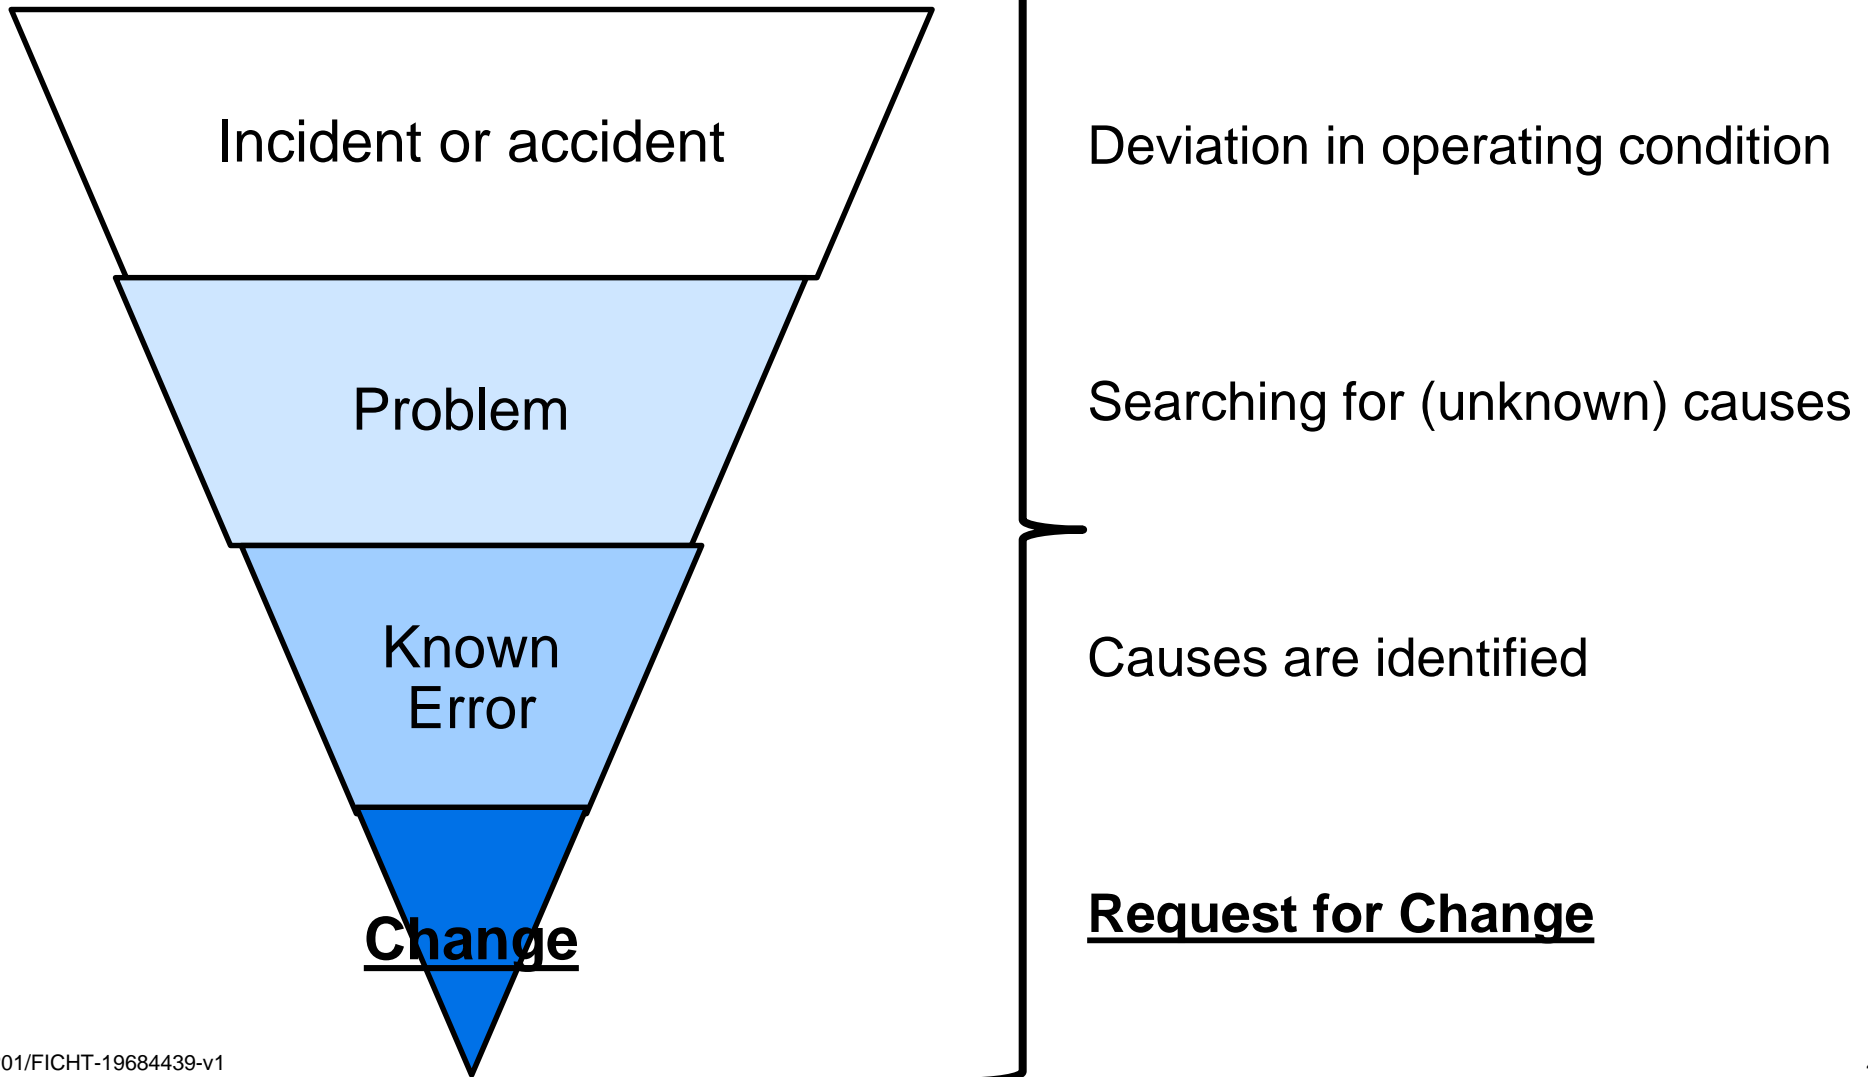 Incident or accident
Deviation in operating condition
Problem
Searching for (unknown) causes
Known
Error
Causes are identified
Change
Request for Change
01/FICHT-19684439-v1